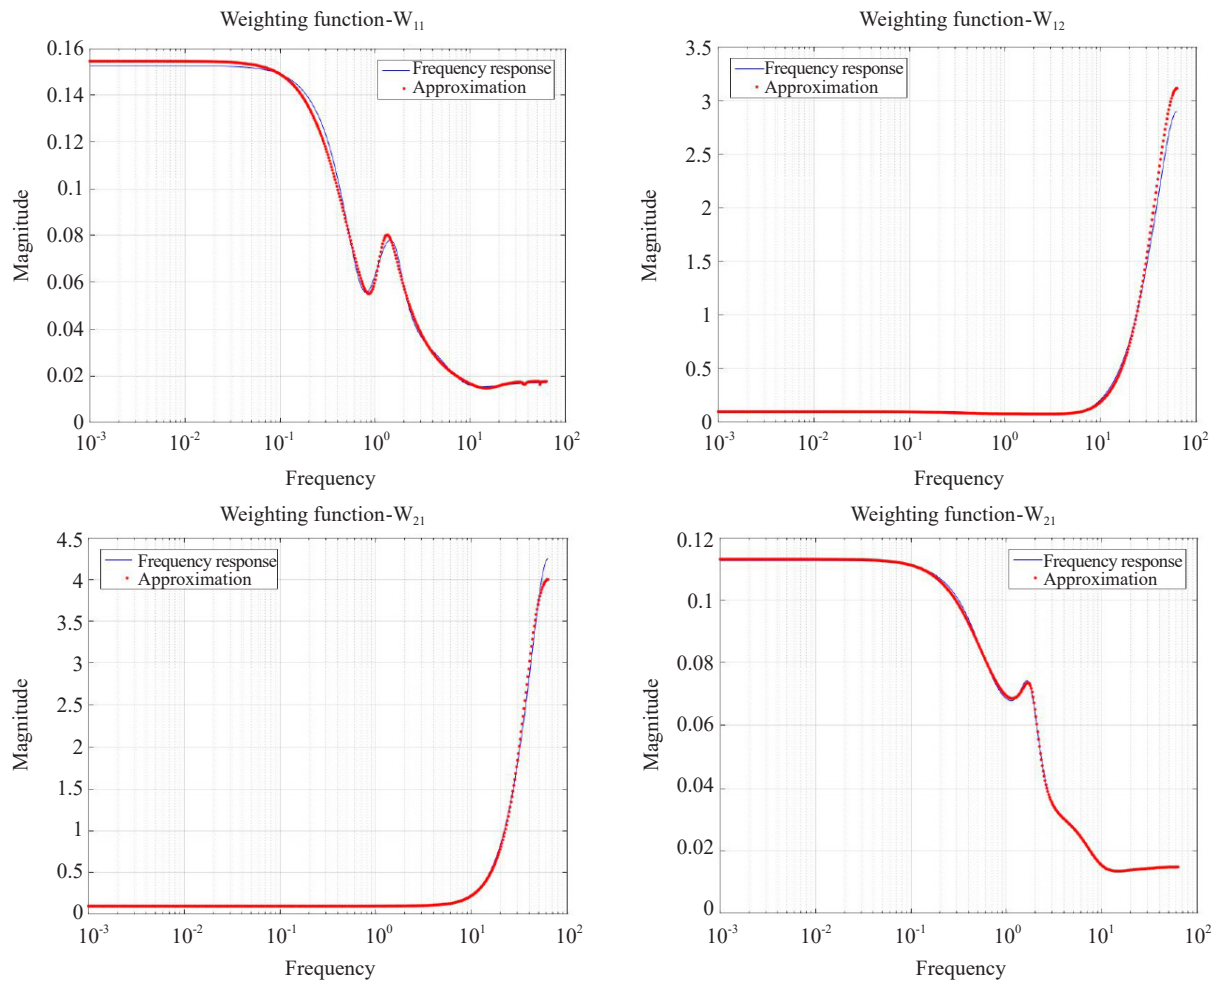 Weighting function-W₁₁
0.16
0.14
0.12
0.1
0.08
0.06
0.04
0.02
0
Magnitude
Frequency response
Approximation
10⁻³ 10⁻² 10⁻¹ 10⁰ 10¹ 10²
Frequency
Weighting function-W₁₂
3.5
3
2.5
2
1.5
1
0.5
0
Magnitude
Frequency response
Approximation
10⁻³ 10⁻² 10⁻¹ 10⁰ 10¹ 10²
Frequency
Weighting function-W₂₁
4.5
4
3.5
3
2.5
2
1.5
1
0.5
0
Magnitude
Frequency response
Approximation
10⁻³ 10⁻² 10⁻¹ 10⁰ 10¹ 10²
Frequency
Weighting function-W₂₁
0.12
0.1
0.08
0.06
0.04
0.02
0
Magnitude
Frequency response
Approximation
10⁻³ 10⁻² 10⁻¹ 10⁰ 10¹ 10²
Frequency